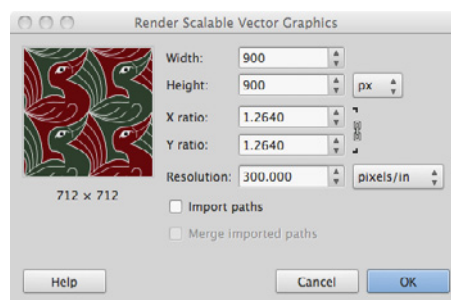 Render Scalable Vector Graphics
Width: 900
Height: 900 px
X ratio: 1.2640
Y ratio: 1.2640
Resolution: 300.000 pixels/in
712 × 712
Import paths
Merge imported paths
Help Cancel OK